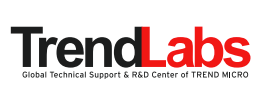 TrendLabs
Global Technical Support & R&D Center of TREND MICRO